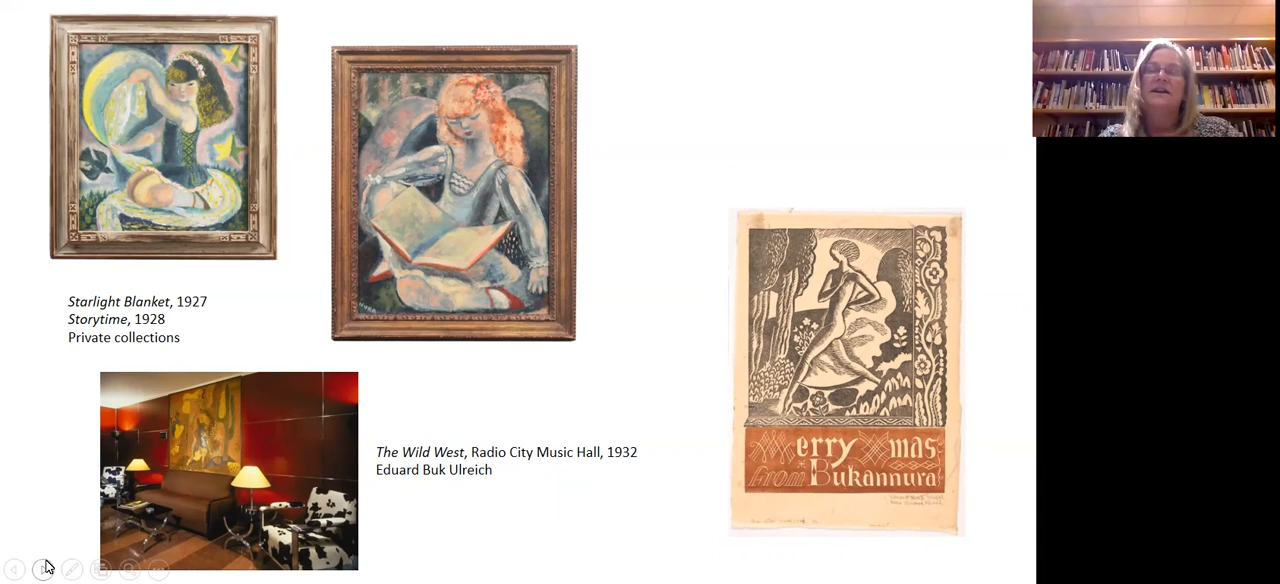 Starlight Blanket, 1927
Storytime, 1928
Private collections
The Wild West, Radio City Music Hall, 1932
Eduard Buk Ulreich
Merry Xmas
from Bukannura
NURA